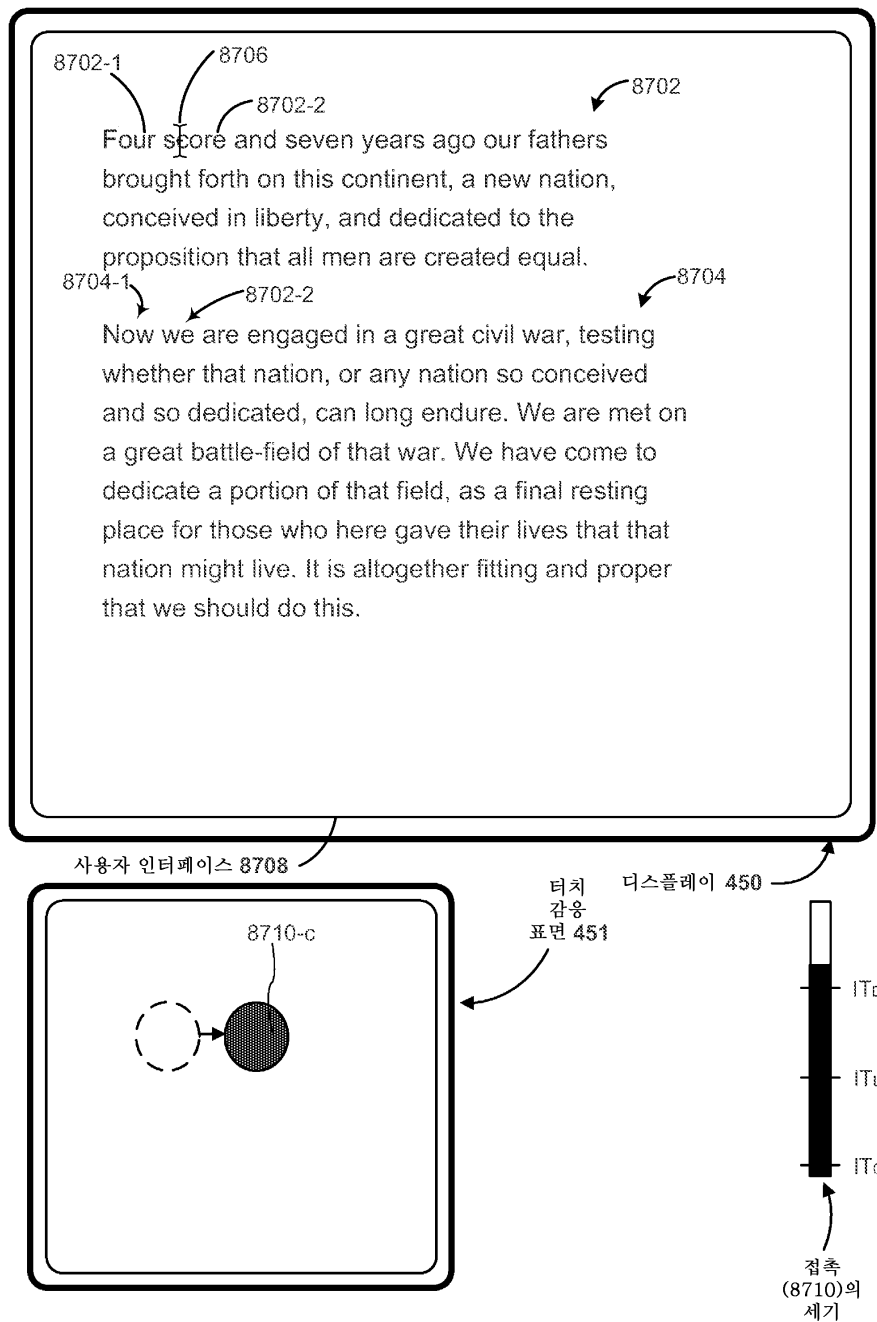 8706
8702-1
8702
8702-2
Four score and seven years ago our fathers
brought forth on this continent, a new nation,
conceived in liberty, and dedicated to the
proposition that all men are created equal.
8704-1
8702-2
8704
Now we are engaged in a great civil war, testing
whether that nation, or any nation so conceived
and so dedicated, can long endure. We are met on
a great battle-field of that war. We have come to
dedicate a portion of that field, as a final resting
place for those who here gave their lives that that
nation might live. It is altogether fitting and proper
that we should do this.
사용자 인터페이스 8708
디스플레이 450
터치
감응
표면 451
8710-c
IT
IT
IT
접촉
(8710)의
세기